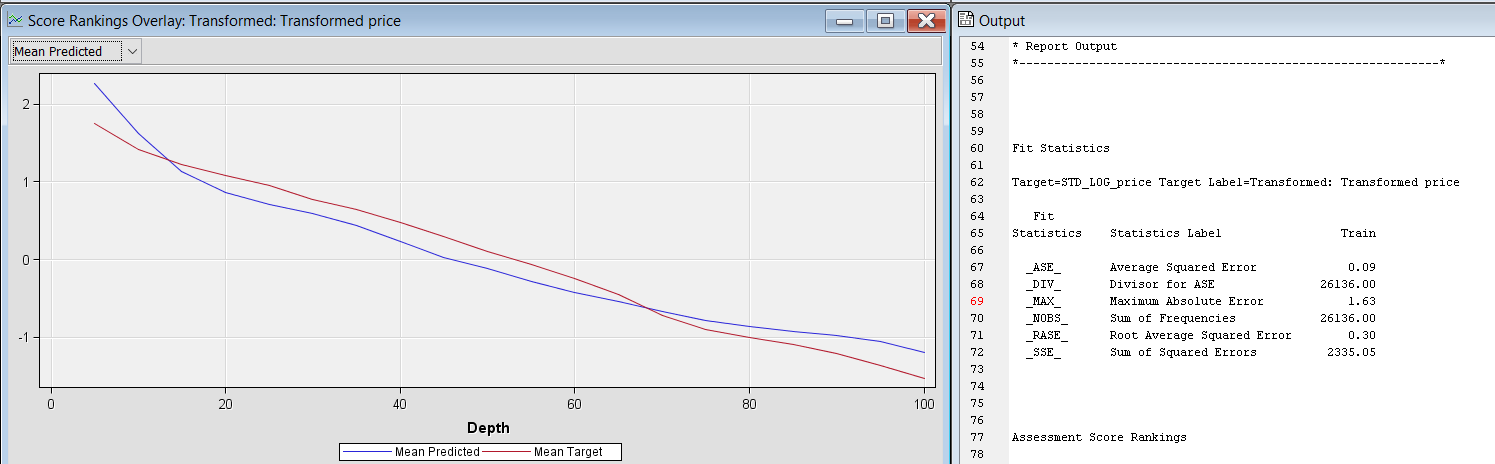 Score Rankings Overlay: Transformed: Transformed price
Mean Predicted
2
1
0
-1
0 20 40 60 80 100
Depth
Mean Predicted Mean Target
Output
54 * Report Output
55 *------------------------------------------------------------*
56
57
58
59
60 Fit Statistics
61
62 Target=STD_LOG_price Target Label=Transformed: Transformed price
63
64 Fit
65 Statistics Statistics Label Train
66
67 _ASE_ Average Squared Error 0.09
68 _DIV_ Divisor for ASE 26136.00
69 _MAX_ Maximum Absolute Error 1.63
70 _NOBS_ Sum of Frequencies 26136.00
71 _RASE_ Root Average Squared Error 0.30
72 _SSE_ Sum of Squared Errors 2335.05
73
74
75
76
77 Assessment Score Rankings
78